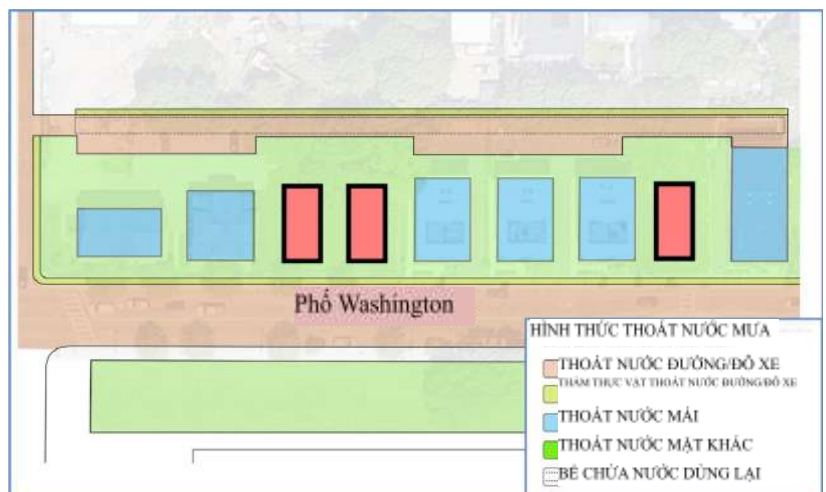 Phố Washington
HÌNH THỨC THOÁT NƯỚC MƯA
THOÁT NƯỚC ĐƯỜNG/ĐỖ XE
THẢM THỰC VẬT THOÁT NƯỚC ĐƯỜNG/ĐỖ XE
THOÁT NƯỚC MÁI
THOÁT NƯỚC MẶT KHÁC
BỂ CHỨA NƯỚC DÙNG LẠI